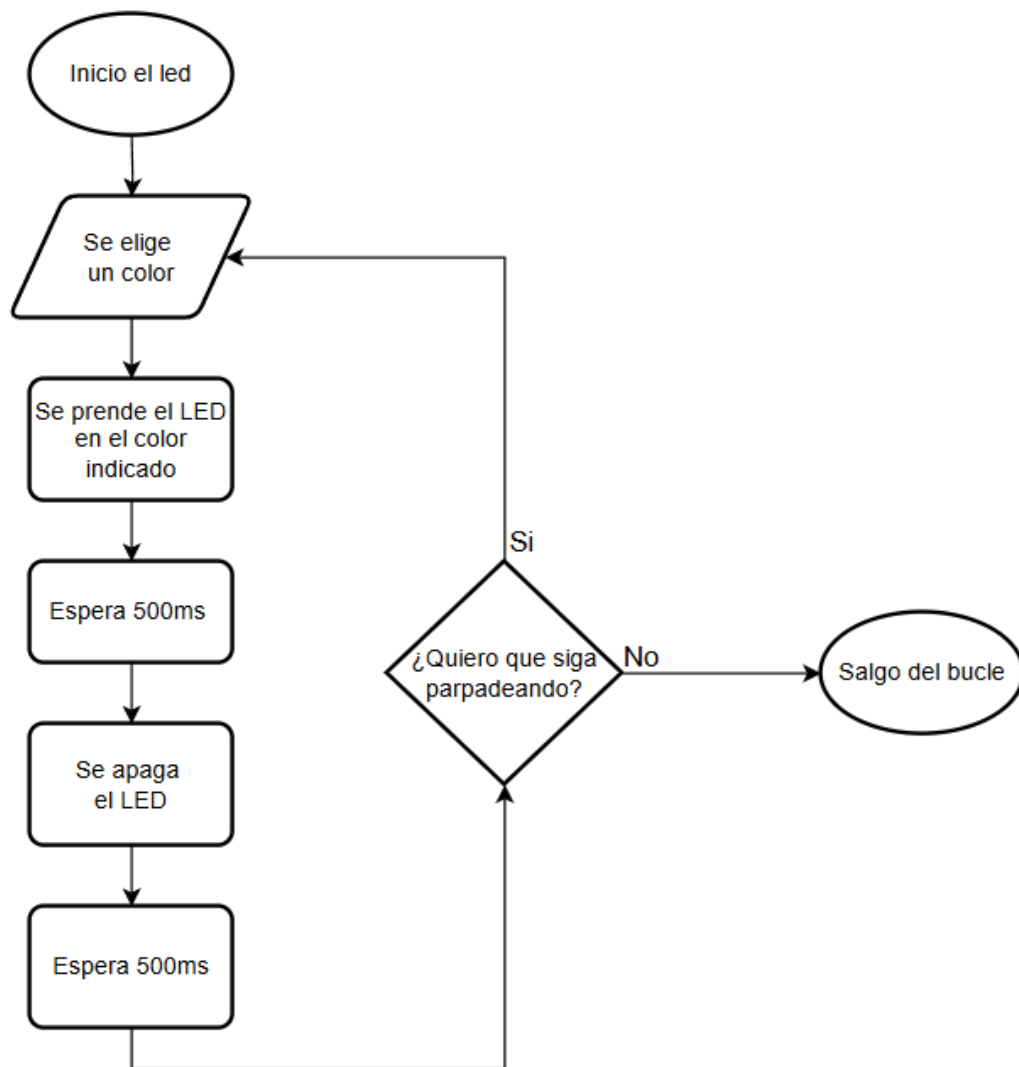 Inicio el led
Se elige
un color
Se prende el LED
en el color
indicado
Espera 500ms
Se apaga
el LED
Espera 500ms
¿Quiero que siga
parpadeando?
Si
No
Salgo del bucle